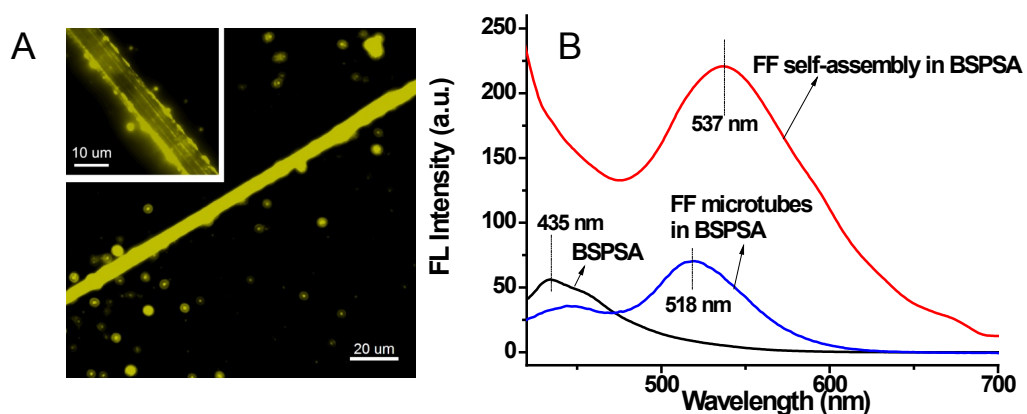 A
10 um
20 um
B
FL Intensity (a.u.)
250
200
150
100
50
0
500
600
700
Wavelength (nm)
537 nm
FF self-assembly in BSPSA
435 nm
BSPSA
FF microtubes
in BSPSA
518 nm